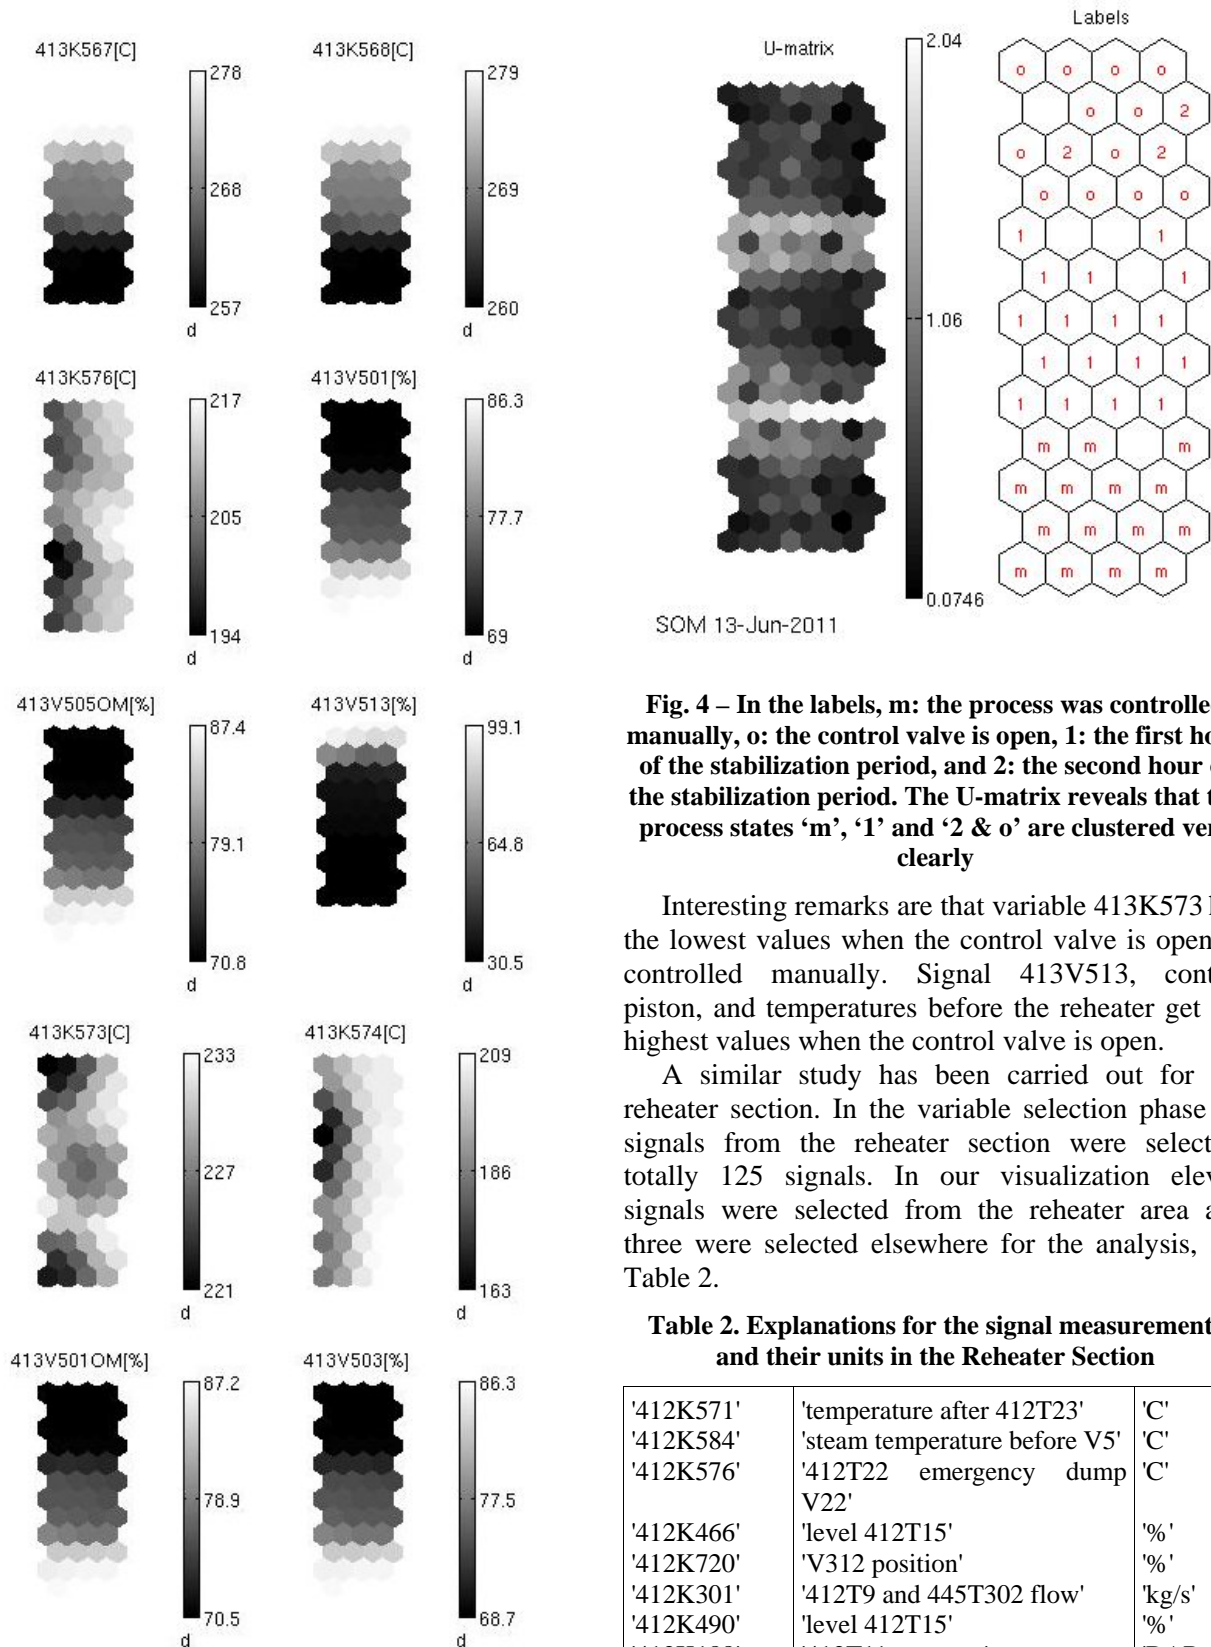 413K567[C]
413K568[C]
278
268
257
d
279
269
260
d
413K576[C]
413V501[%]
217
205
194
d
86.3
77.7
69
d
413V505OM[%]
413V513[%]
87.4
79.1
70.8
d
99.1
64.8
30.5
d
413K573[C]
413K574[C]
233
227
221
d
209
186
163
d
413V501OM[%]
413V503[%]
87.2
78.9
70.5
d
86.3
77.5
68.7
d
U-matrix
2.04
1.06
0.0746
SOM 13-Jun-2011
Labels
o o o o
o o 2
o 2 o 2
o o o o
1 1
1 1 1
1 1 1 1
1 1 1 1
1 1 1 1
m m m
m m m m
m m m m
m m m m
Fig. 4 – In the labels, m: the process was controlle
manually, o: the control valve is open, 1: the first ho
of the stabilization period, and 2: the second hour
the stabilization period. The U-matrix reveals that t
process states ‘m’, ‘1’ and ‘2 & o’ are clustered ver
clearly
Interesting remarks are that variable 413K573
the lowest values when the control valve is open
controlled manually. Signal 413V513, cont
piston, and temperatures before the reheater get
highest values when the control valve is open.
A similar study has been carried out for
reheater section. In the variable selection phase
signals from the reheater section were select
totally 125 signals. In our visualization elev
signals were selected from the reheater area a
three were selected elsewhere for the analysis,
Table 2.
Table 2. Explanations for the signal measurement
and their units in the Reheater Section
'412K571' 'temperature after 412T23' 'C'
'412K584' 'steam temperature before V5' 'C'
'412K576' '412T22 emergency dump 'C'
V22'
'412K466' 'level 412T15' '%'
'412K720' 'V312 position' '%'
'412K301' '412T9 and 445T302 flow' 'kg/s'
'412K490' 'level 412T15' '%'